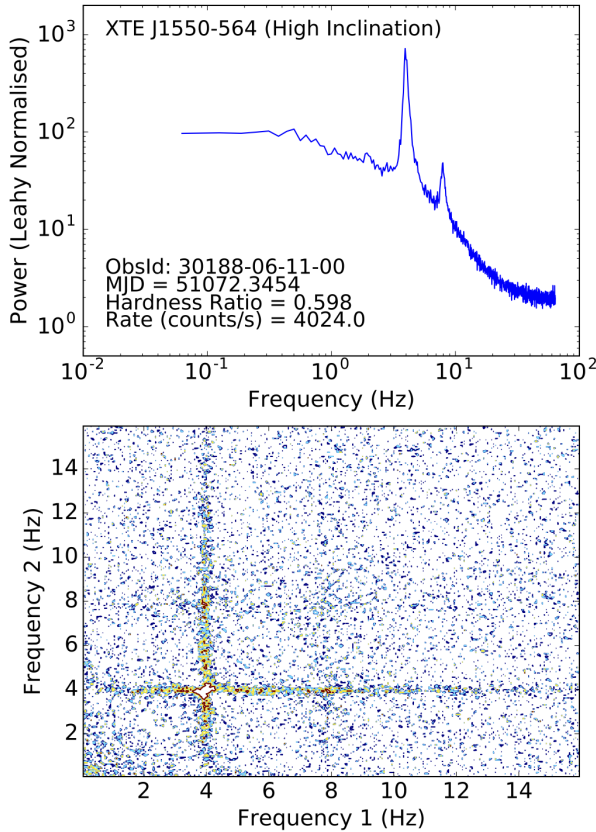 XTE J1550-564 (High Inclination)
10³
10²
10¹
10⁰
Power (Leahy Normalised)
ObsId: 30188-06-11-00
MJD = 51072.3454
Hardness Ratio = 0.598
Rate (counts/s) = 4024.0
10⁻² 10⁻¹ 10⁰ 10¹ 10²
Frequency (Hz)
14
12
10
8
6
4
2
Frequency 2 (Hz)
2 4 6 8 10 12 14
Frequency 1 (Hz)